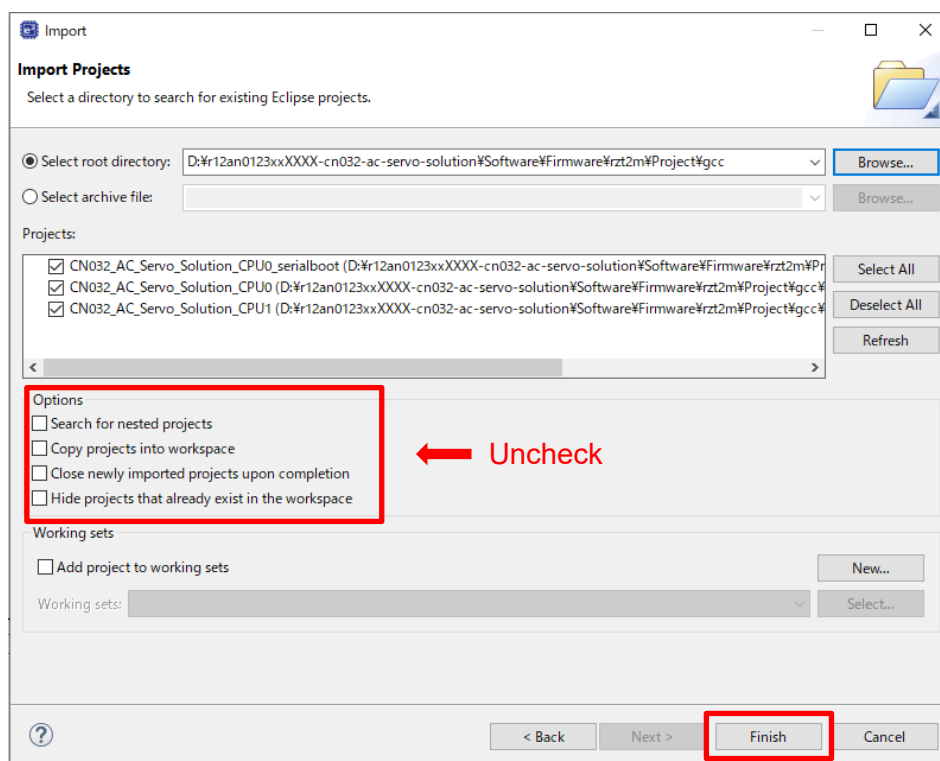 Import
Import Projects
Select a directory to search for existing Eclipse projects.
Select root directory: D:¥r12an0123xxXXXX-cn032-ac-servo-solution¥Software¥Firmware¥rzt2m¥Project¥gcc Browse...
Select archive file: Browse...
Projects:
CN032_AC_Servo_Solution_CPU0_serialboot (D:¥r12an0123xxXXXX-cn032-ac-servo-solution¥Software¥Firmware¥rzt2m¥Pr
CN032_AC_Servo_Solution_CPU0 (D:¥r12an0123xxXXXX-cn032-ac-servo-solution¥Software¥Firmware¥rzt2m¥Project¥gcc¥
CN032_AC_Servo_Solution_CPU1 (D:¥r12an0123xxXXXX-cn032-ac-servo-solution¥Software¥Firmware¥rzt2m¥Project¥gcc¥
Select All
Deselect All
Refresh
Options
Search for nested projects
Copy projects into workspace
Close newly imported projects upon completion
Hide projects that already exist in the workspace
Uncheck
Working sets
Add project to working sets New...
Working sets: Select...
< Back Next > Finish Cancel